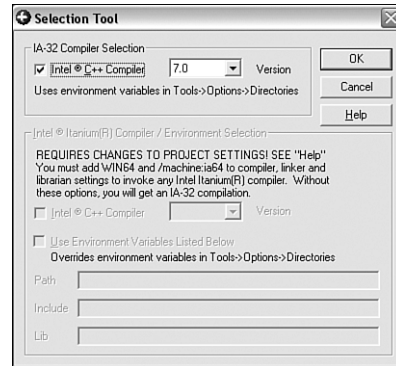 Selection Tool
IA-32 Compiler Selection
Intel ® C++ Compiler
7.0
Version
Uses environment variables in Tools->Options->Directories
OK
Cancel
Help
Intel ® Itanium(R) Compiler / Environment Selection
REQUIRES CHANGES TO PROJECT SETTINGS! SEE "Help"
You must add WIN64 and /machine:ia64 to compiler, linker and
librarian settings to invoke any Intel Itanium(R) compiler. Without
these options, you will get an IA-32 compilation.
Intel ® C++ Compiler
Version
Use Environment Variables Listed Below
Overrides environment variables in Tools->Options->Directories
Path
Include
Lib